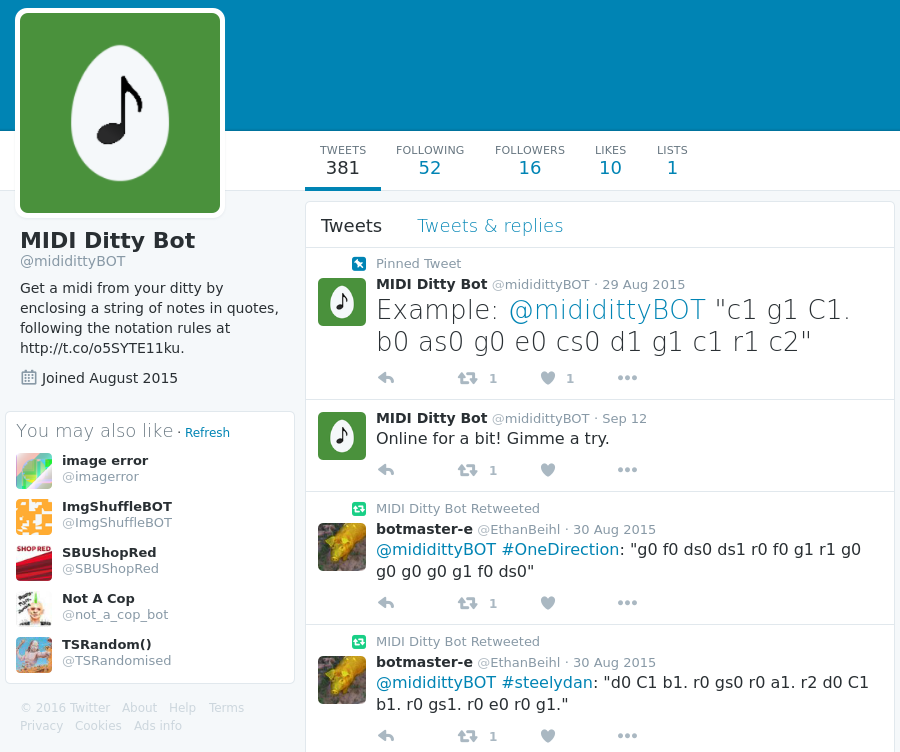 TWEETS FOLLOWING FOLLOWERS LIKES LISTS
381 52 16 10 1
MIDI Ditty Bot
@midідittyBOT
Get a midi from your ditty by
enclosing a string of notes in quotes,
following the notation rules at
http://t.co/o5SYTE11ku.
Joined August 2015
You may also like · Refresh
image error
@imagerror
ImgShuffleBOT
@ImgShuffleBOT
SHOP RED
SBUShopRed
@SBUShopRed
Not A Cop
@not_a_cop_bot
TSRandom()
@TSRandomised
© 2016 Twitter About Help Terms
Privacy Cookies Ads info
Tweets Tweets & replies
Pinned Tweet
MIDI Ditty Bot @midідittyBOT · 29 Aug 2015
Example: @midідittyBOT "c1 g1 C1.
b0 as0 g0 e0 cs0 d1 g1 c1 r1 c2"
1 1
MIDI Ditty Bot @midідittyBOT · Sep 12
Online for a bit! Gimme a try.
1
MIDI Ditty Bot Retweeted
botmaster-e @EthanBeihl · 30 Aug 2015
@midідittyBOT #OneDirection: "g0 f0 ds0 ds1 r0 f0 g1 r1 g0
g0 g0 g0 g1 f0 ds0"
1
MIDI Ditty Bot Retweeted
botmaster-e @EthanBeihl · 30 Aug 2015
@midідittyBOT #steelydan: "d0 C1 b1. r0 gs0 r0 a1. r2 d0 C1
b1. r0 gs1. r0 e0 r0 g1."
1